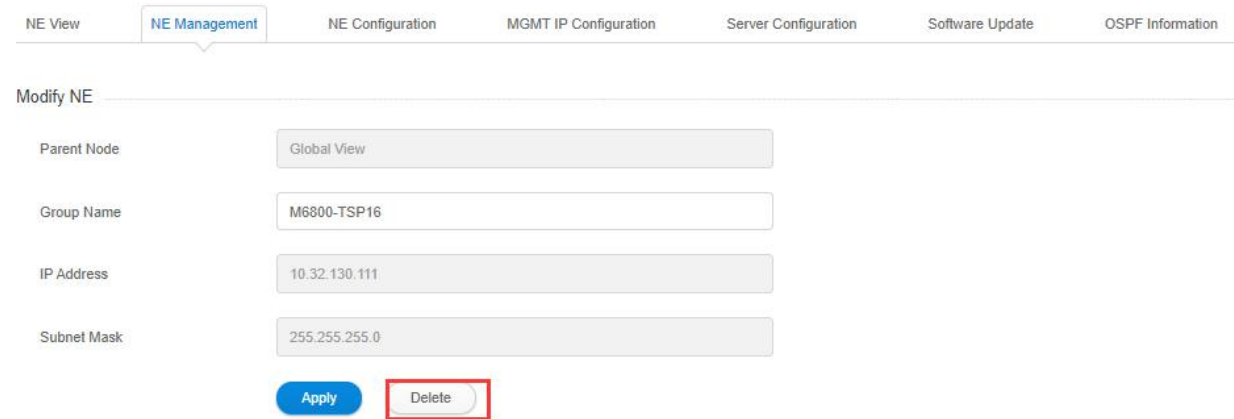 NE View NE Management NE Configuration MGMT IP Configuration Server Configuration Software Update OSPF Information
Modify NE
Parent Node Global View
Group Name M6800-TSP16
IP Address 10.32.130.111
Subnet Mask 255.255.255.0
Apply Delete